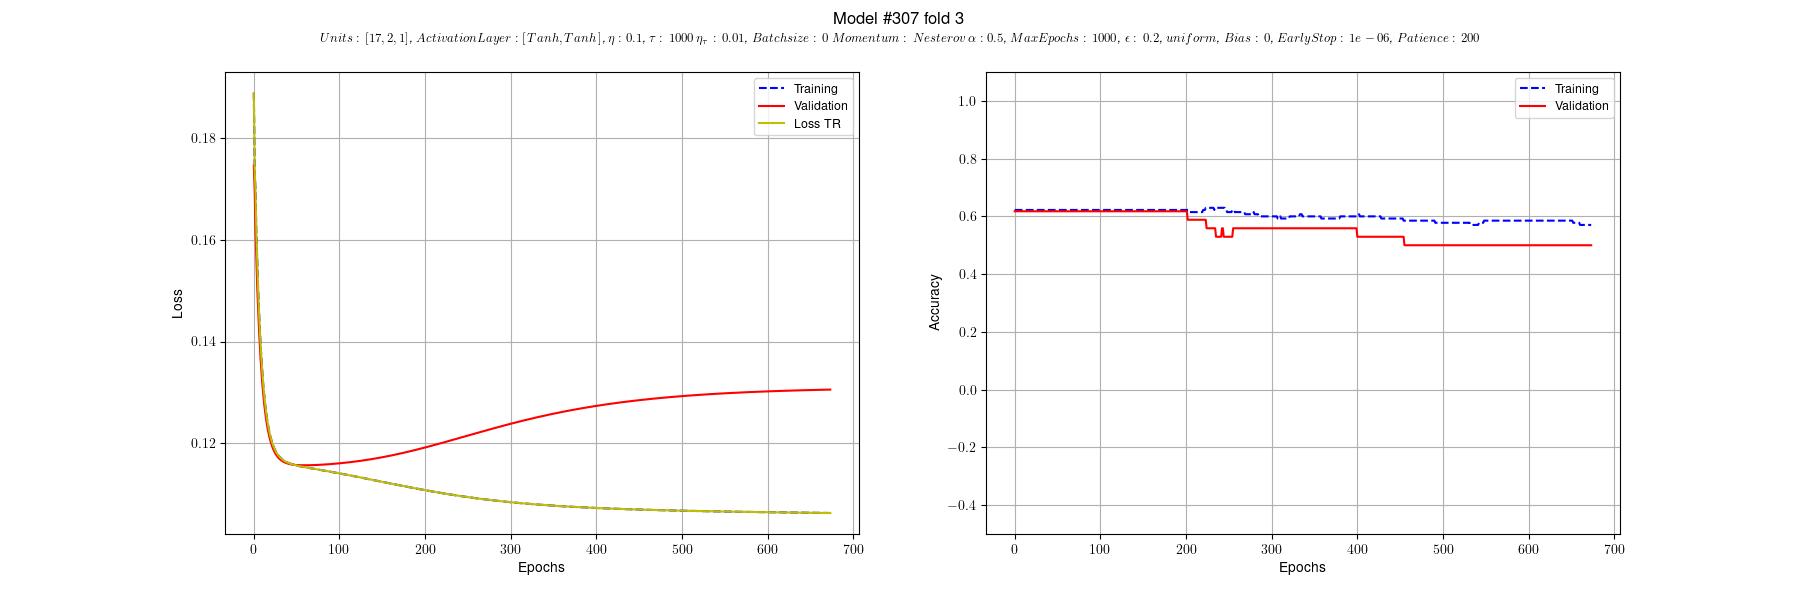 Model #307 fold 3
Units : [17, 2, 1], ActivationLayer : [Tanh, Tanh], η : 0.1, τ : 1000 ητ : 0.01, Batchsize : 0 Momentum : Nesterov α : 0.5, MaxEpochs : 1000, ϵ : 0.2, uniform, Bias : 0, EarlyStop : 1e − 06, Patience : 200
Training
Validation
Loss TR
0.18
0.16
0.14
0.12
Loss
0 100 200 300 400 500 600 700
Epochs
Training
Validation
1.0
0.8
0.6
0.4
0.2
0.0
−0.2
−0.4
Accuracy
0 100 200 300 400 500 600 700
Epochs